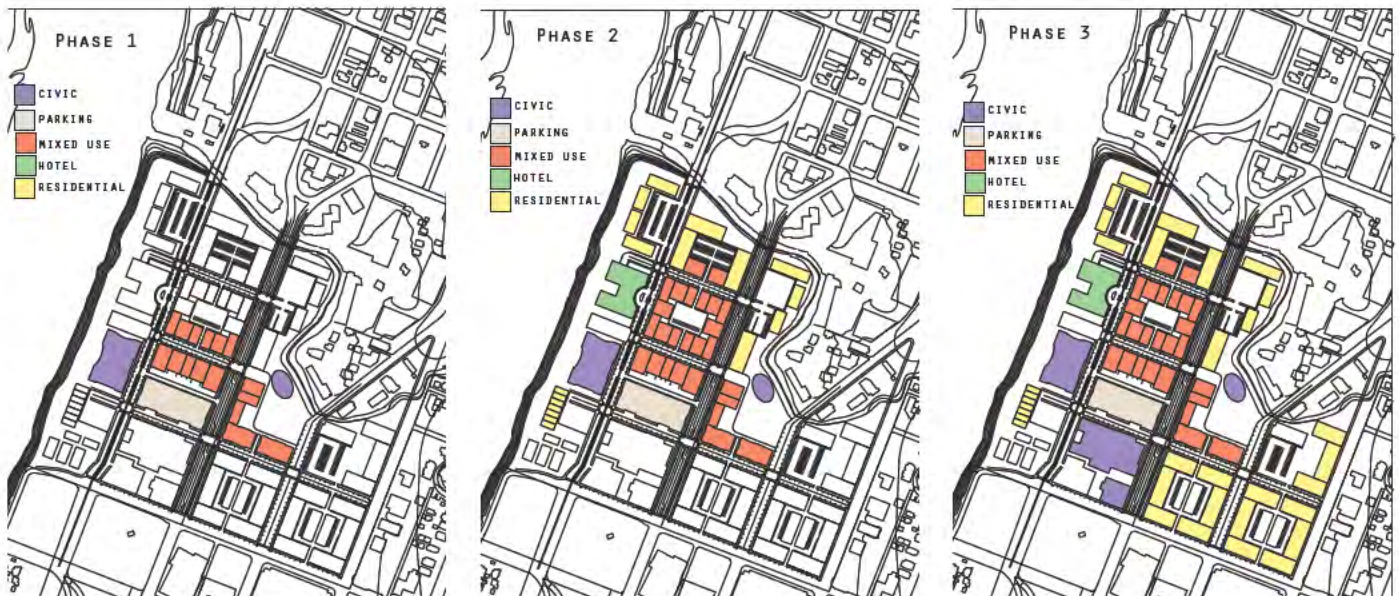 PHASE 1
CIVIC
PARKING
MIXED USE
HOTEL
RESIDENTIAL
PHASE 2
CIVIC
PARKING
MIXED USE
HOTEL
RESIDENTIAL
PHASE 3
CIVIC
PARKING
MIXED USE
HOTEL
RESIDENTIAL